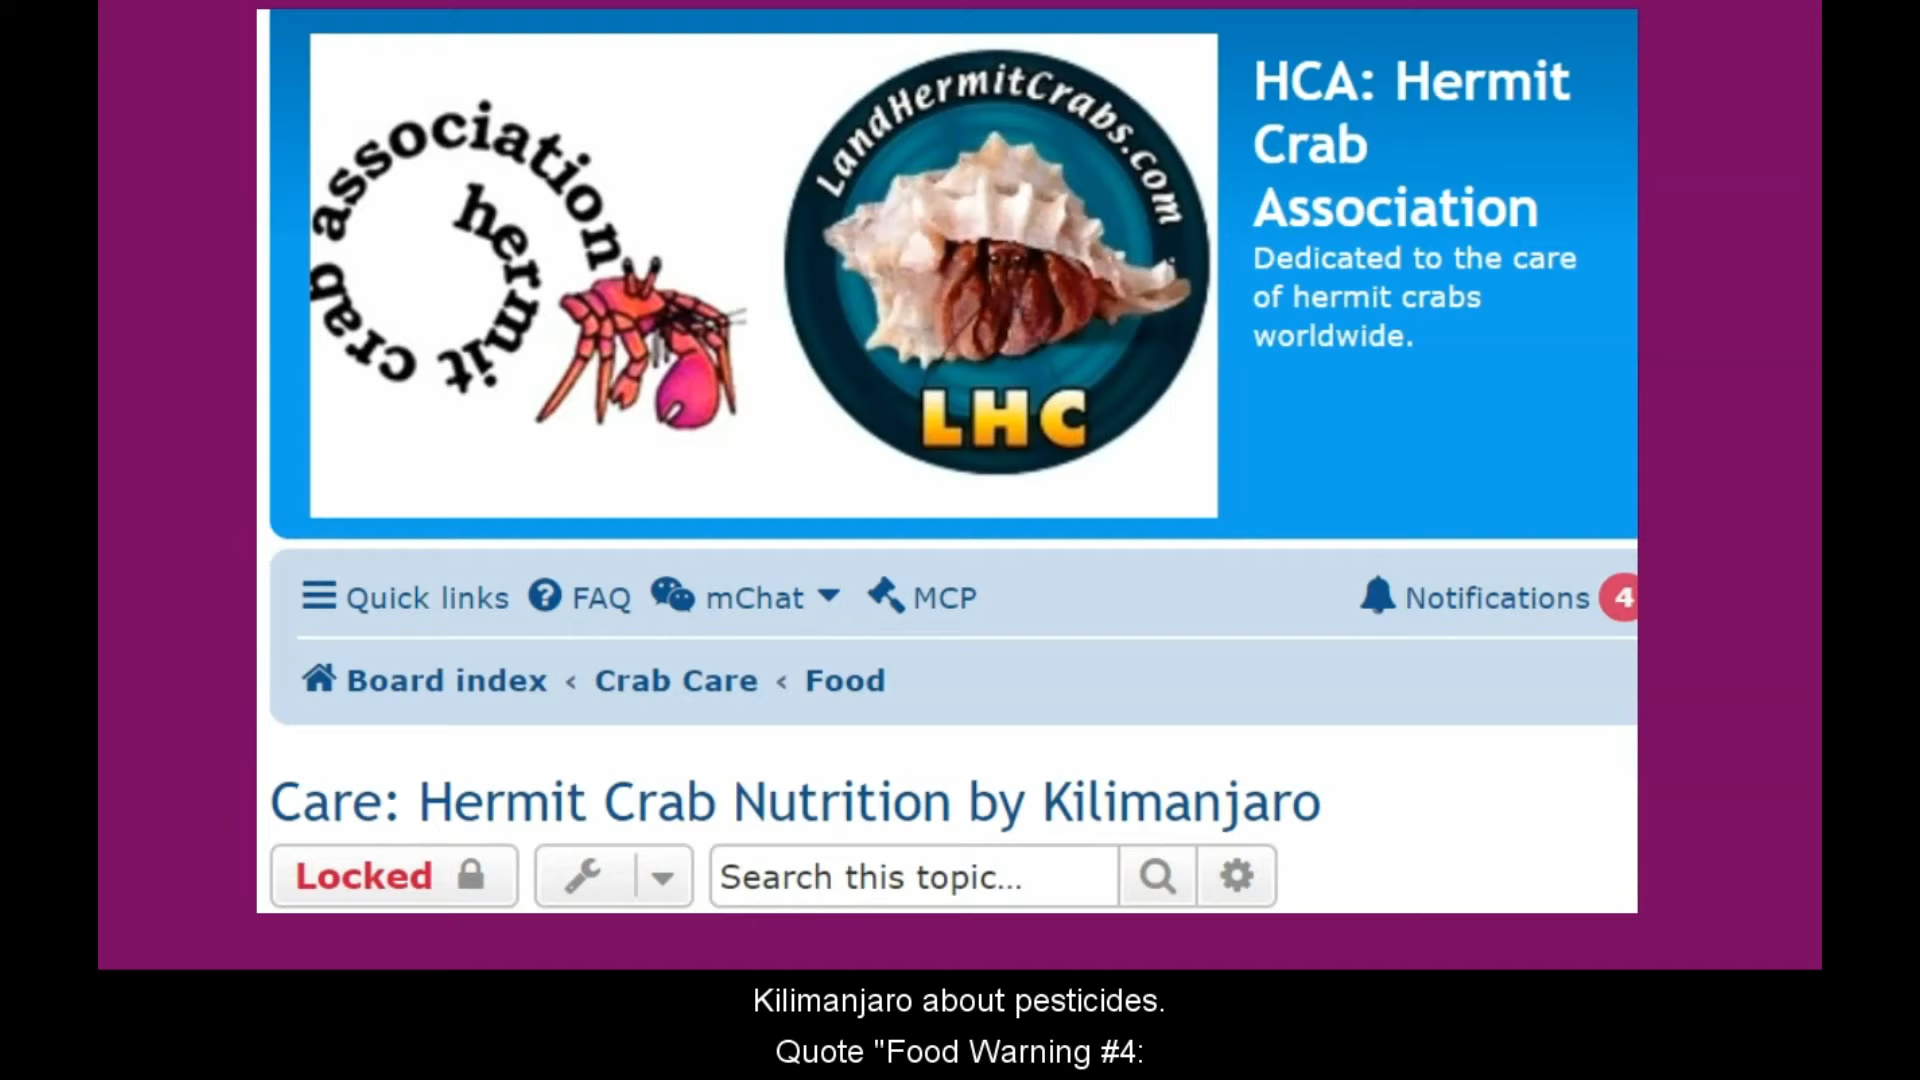 crab association
hermit
LandHermitCrabs.com
LHC
HCA: Hermit
Crab
Association
Dedicated to the care
of hermit crabs
worldwide.
Quick links FAQ mChat MCP Notifications 4
Board index ‹ Crab Care ‹ Food
Care: Hermit Crab Nutrition by Kilimanjaro
Locked Search this topic...
Kilimanjaro about pesticides.
Quote "Food Warning #4: